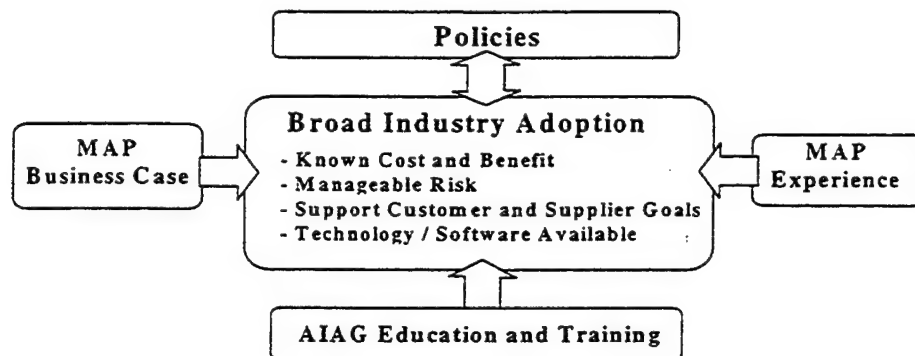 Policies
Broad Industry Adoption
- Known Cost and Benefit
- Manageable Risk
- Support Customer and Supplier Goals
- Technology / Software Available
MAP
Business Case
MAP
Experience
AIAG Education and Training